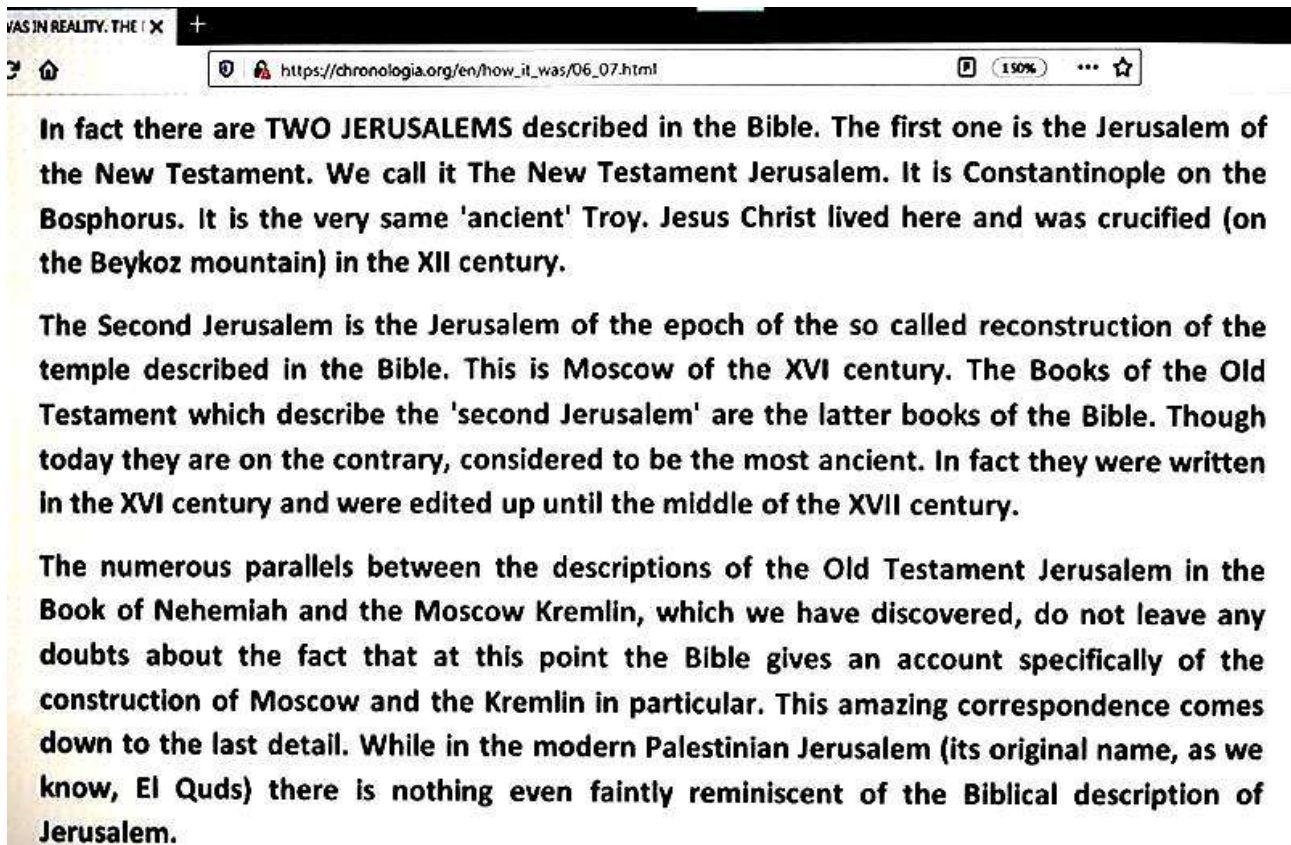 WAS IN REALITY. THE
https://chronologia.org/en/how_it_was/06_07.html
150%
In fact there are TWO JERUSALEMS described in the Bible. The first one is the Jerusalem of
the New Testament. We call it The New Testament Jerusalem. It is Constantinople on the
Bosphorus. It is the very same 'ancient' Troy. Jesus Christ lived here and was crucified (on
the Beykoz mountain) in the XII century.
The Second Jerusalem is the Jerusalem of the epoch of the so called reconstruction of the
temple described in the Bible. This is Moscow of the XVI century. The Books of the Old
Testament which describe the 'second Jerusalem' are the latter books of the Bible. Though
today they are on the contrary, considered to be the most ancient. In fact they were written
in the XVI century and were edited up until the middle of the XVII century.
The numerous parallels between the descriptions of the Old Testament Jerusalem in the
Book of Nehemiah and the Moscow Kremlin, which we have discovered, do not leave any
doubts about the fact that at this point the Bible gives an account specifically of the
construction of Moscow and the Kremlin in particular. This amazing correspondence comes
down to the last detail. While in the modern Palestinian Jerusalem (its original name, as we
know, El Quds) there is nothing even faintly reminiscent of the Biblical description of
Jerusalem.